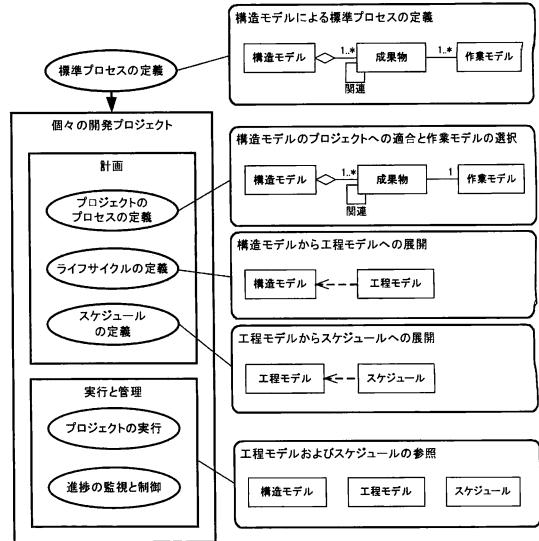 構造モデルによる標準プロセスの定義
構造モデル
1..*
成果物
1..*
作業モデル
関連
標準プロセスの定義
個々の開発プロジェクト
計画
プロジェクトの
プロセスの定義
ライフサイクルの定義
スケジュール
の定義
構造モデルのプロジェクトへの適合と作業モデルの選択
構造モデル
1..*
成果物
1
作業モデル
関連
構造モデルから工程モデルへの展開
構造モデル
工程モデル
工程モデルからスケジュールへの展開
工程モデル
スケジュール
実行と管理
プロジェクトの実行
進捗の監視と制御
工程モデルおよびスケジュールの参照
構造モデル
工程モデル
スケジュール